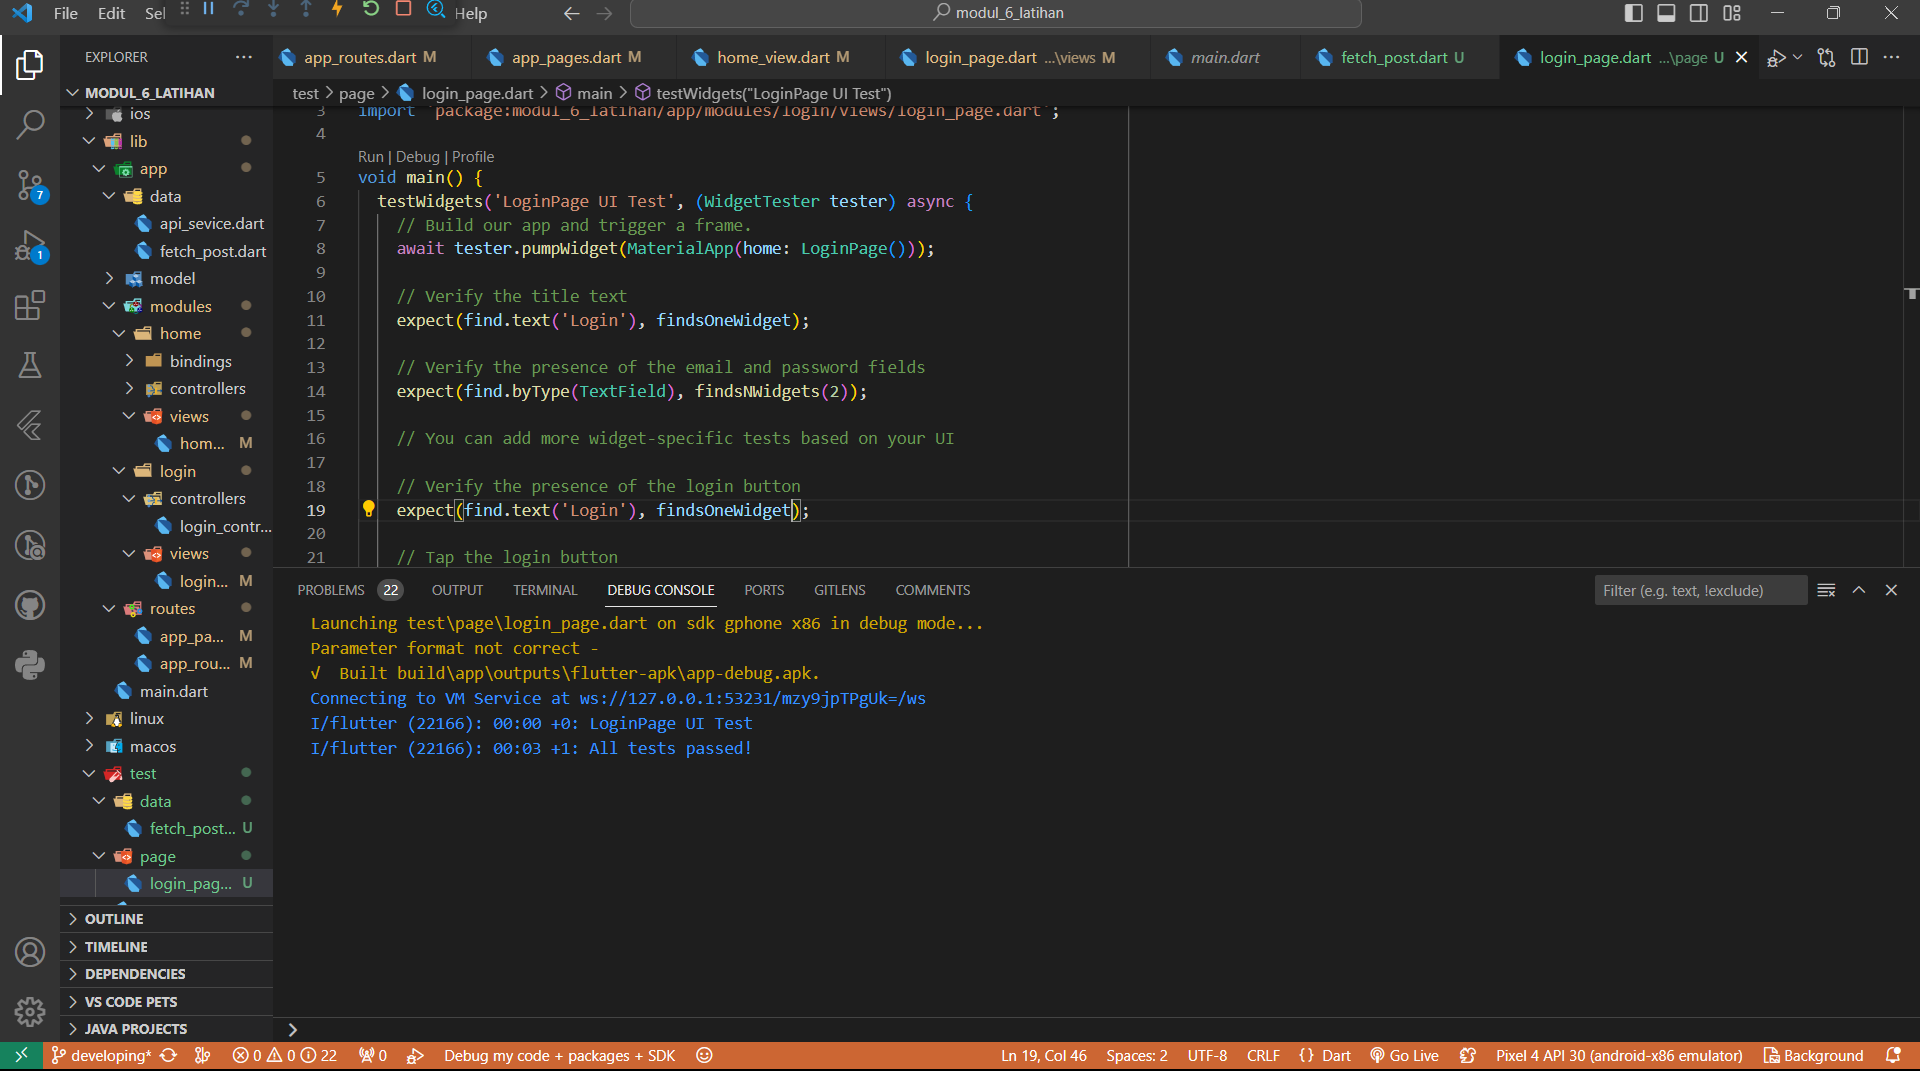 File Edit Sel Help
modul_6_latihan
EXPLORER
app_routes.dart M
app_pages.dart M
home_view.dart M
login_page.dart ...\views M
main.dart
fetch_post.dart U
login_page.dart ...\page U
MODUL_6_LATIHAN
ios
lib
app
data
api_sevice.dart
fetch_post.dart
model
modules
home
bindings
controllers
views
hom... M
login
controllers
login_contr...
views
login... M
routes
app_pa... M
app_rou... M
main.dart
linux
macos
test
data
fetch_post... U
page
login_pag... U
OUTLINE
TIMELINE
DEPENDENCIES
VS CODE PETS
JAVA PROJECTS
test > page > login_page.dart > main > testWidgets("LoginPage UI Test")
3 import 'package:modul_6_latihan/app/modules/login/views/login_page.dart';
4
Run | Debug | Profile
5 void main() {
6 testWidgets('LoginPage UI Test', (WidgetTester tester) async {
7 // Build our app and trigger a frame.
8 await tester.pumpWidget(MaterialApp(home: LoginPage()));
9
10 // Verify the title text
11 expect(find.text('Login'), findsOneWidget);
12
13 // Verify the presence of the email and password fields
14 expect(find.byType(TextField), findsNWidgets(2));
15
16 // You can add more widget-specific tests based on your UI
17
18 // Verify the presence of the login button
19 expect(find.text('Login'), findsOneWidget);
20
21 // Tap the login button
PROBLEMS 22 OUTPUT TERMINAL DEBUG CONSOLE PORTS GITLENS COMMENTS
Filter (e.g. text, !exclude)
Launching test\page\login_page.dart on sdk gphone x86 in debug mode...
Parameter format not correct -
√ Built build\app\outputs\flutter-apk\app-debug.apk.
Connecting to VM Service at ws://127.0.0.1:53231/mzy9jpTPgUk=/ws
I/flutter (22166): 00:00 +0: LoginPage UI Test
I/flutter (22166): 00:03 +1: All tests passed!
7
1
developing* 0 0 22 0 Debug my code + packages + SDK
Ln 19, Col 46 Spaces: 2 UTF-8 CRLF {} Dart Go Live Pixel 4 API 30 (android-x86 emulator) Background